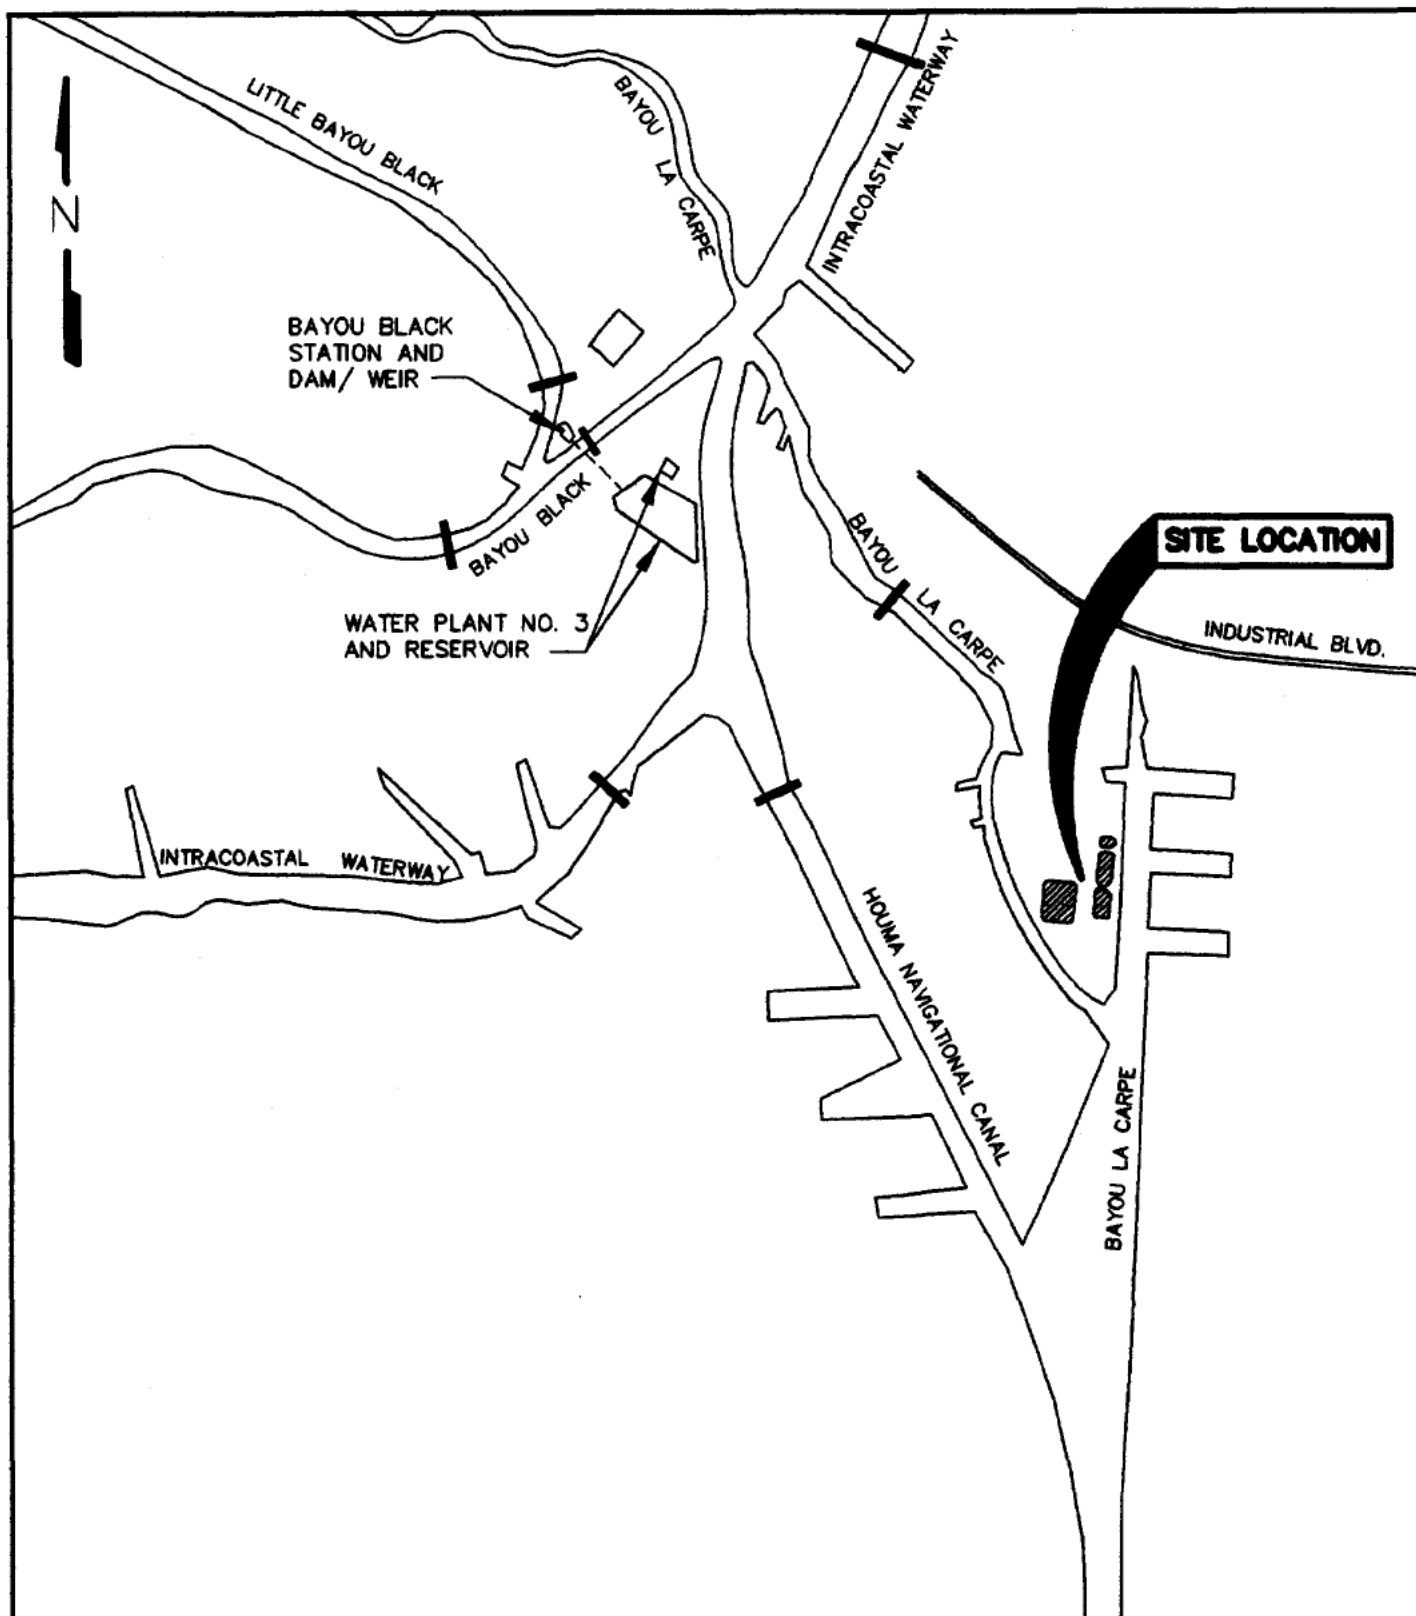 LITTLE BAYOU BLACK
BAYOU LA CARPE
INTRACOASTAL WATERWAY
N
BAYOU BLACK
STATION AND
DAM/ WEIR
BAYOU BLACK
WATER PLANT NO. 3
AND RESERVOIR
BAYOU LA CARPE
SITE LOCATION
INDUSTRIAL BLVD.
INTRACOASTAL WATERWAY
HOUMA NAVIGATIONAL CANAL
BAYOU LA CARPE